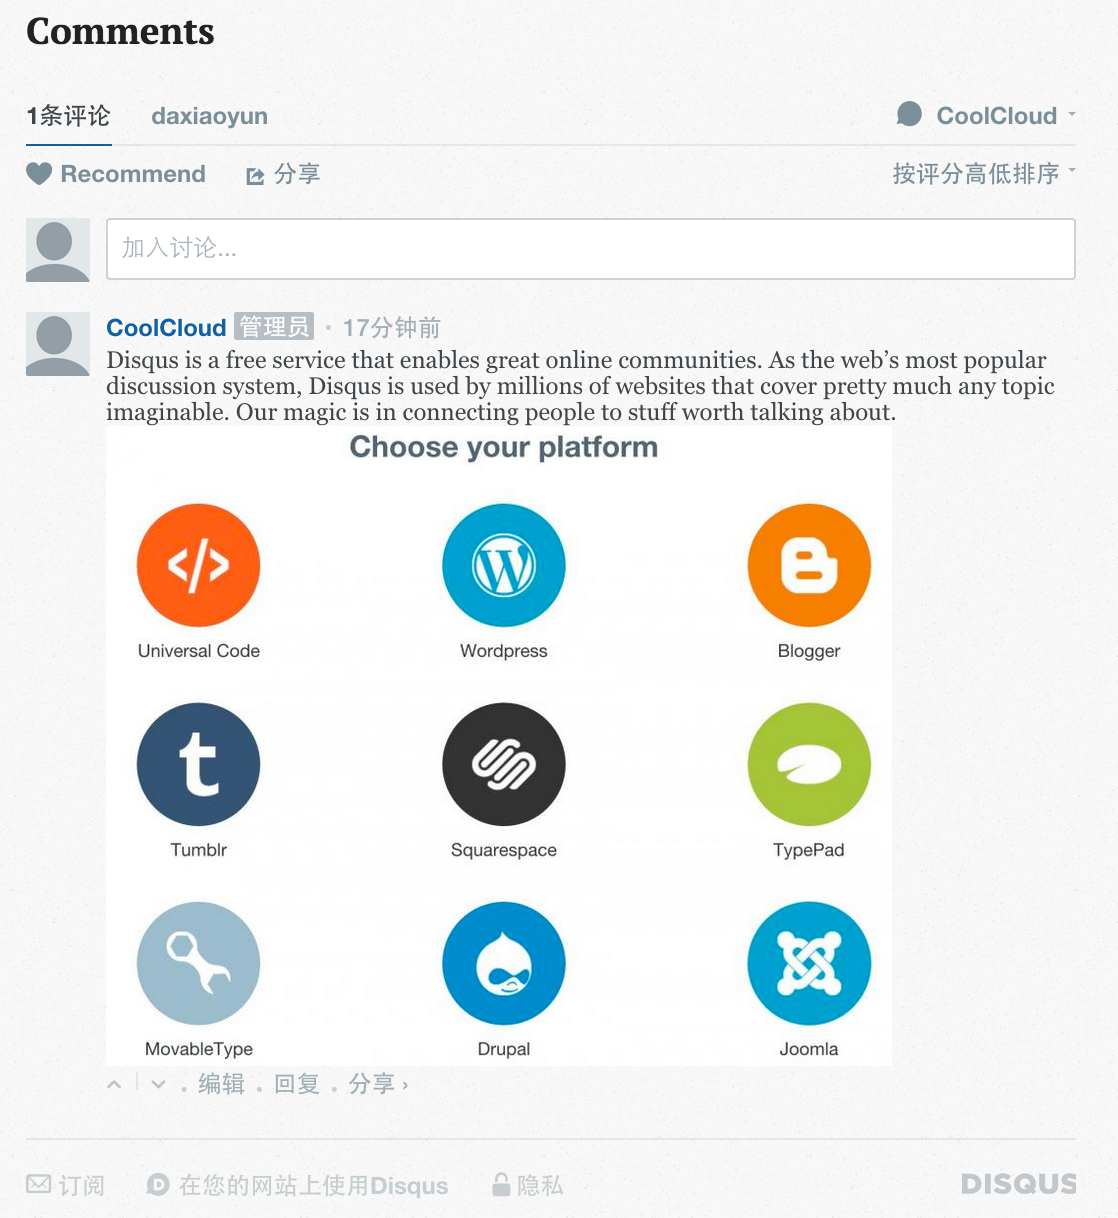 Comments
1条评论 daxiaoyun CoolCloud
Recommend 分享 按评分高低排序
加入讨论...
CoolCloud 管理员 • 17分钟前
Disqus is a free service that enables great online communities. As the web’s most popular
discussion system, Disqus is used by millions of websites that cover pretty much any topic
imaginable. Our magic is in connecting people to stuff worth talking about.
Choose your platform
Universal Code Wordpress Blogger
Tumblr Squarespace TypePad
MovableType Drupal Joomla
编辑 . 回复 . 分享 ›
订阅 在您的网站上使用Disqus 隐私 DISQUS